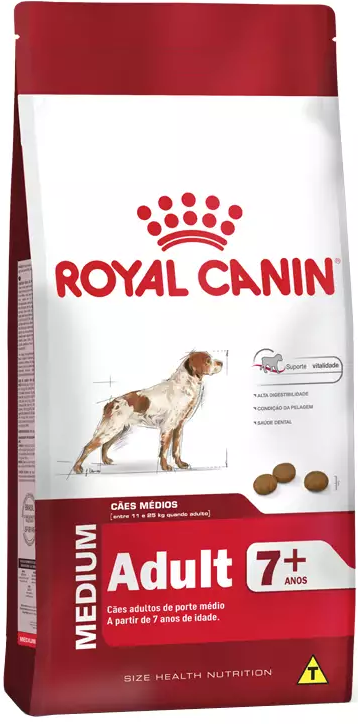 ROYAL CANIN
Suporte vitalidade
ALTA DIGESTIBILIDADE
CONDIÇÃO DA PELAGEM
SAÚDE DENTAL
CÃES MÉDIOS
(entre 11 e 25 kg quando adulto)
MEDIUM
Adult 7+
ANOS
Cães adultos de porte médio
A partir de 7 anos de idade.
SIZE HEALTH NUTRITION
T